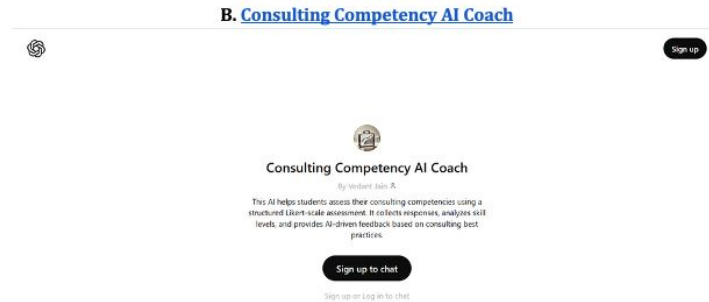 B. Consulting Competency AI Coach
Sign up
Consulting Competency AI Coach
By Vedant Jain
This AI helps students assess their consulting competencies using a
structured Likert-scale assessment. It collects responses, analyzes skill
levels, and provides AI-driven feedback based on consulting best
practices.
Sign up to chat
Sign up or Log in to chat